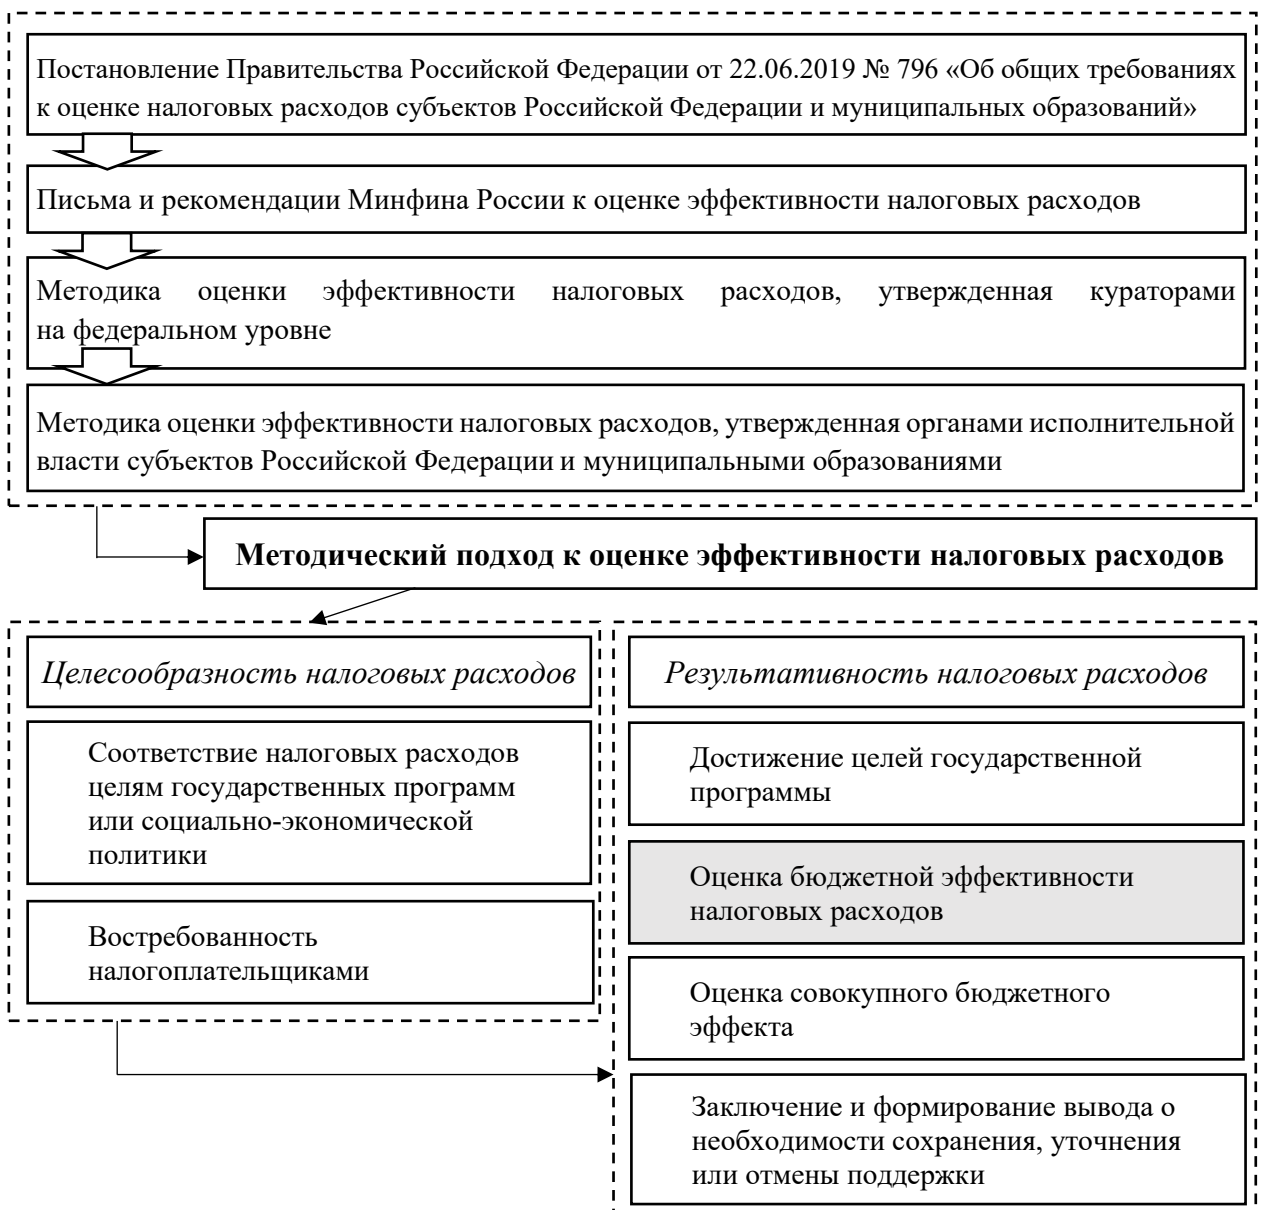 Постановление Правительства Российской Федерации от 22.06.2019 № 796 «Об общих требованиях
к оценке налоговых расходов субъектов Российской Федерации и муниципальных образований»
Письма и рекомендации Минфина России к оценке эффективности налоговых расходов
Методика оценки эффективности налоговых расходов, утвержденная кураторами
на федеральном уровне
Методика оценки эффективности налоговых расходов, утвержденная органами исполнительной
власти субъектов Российской Федерации и муниципальными образованиями
Методический подход к оценке эффективности налоговых расходов
Целесообразность налоговых расходов
Соответствие налоговых расходов
целям государственных программ
или социально-экономической
политики
Востребованность
налогоплательщиками
Результативность налоговых расходов
Достижение целей государственной
программы
Оценка бюджетной эффективности
налоговых расходов
Оценка совокупного бюджетного
эффекта
Заключение и формирование вывода о
необходимости сохранения, уточнения
или отмены поддержки